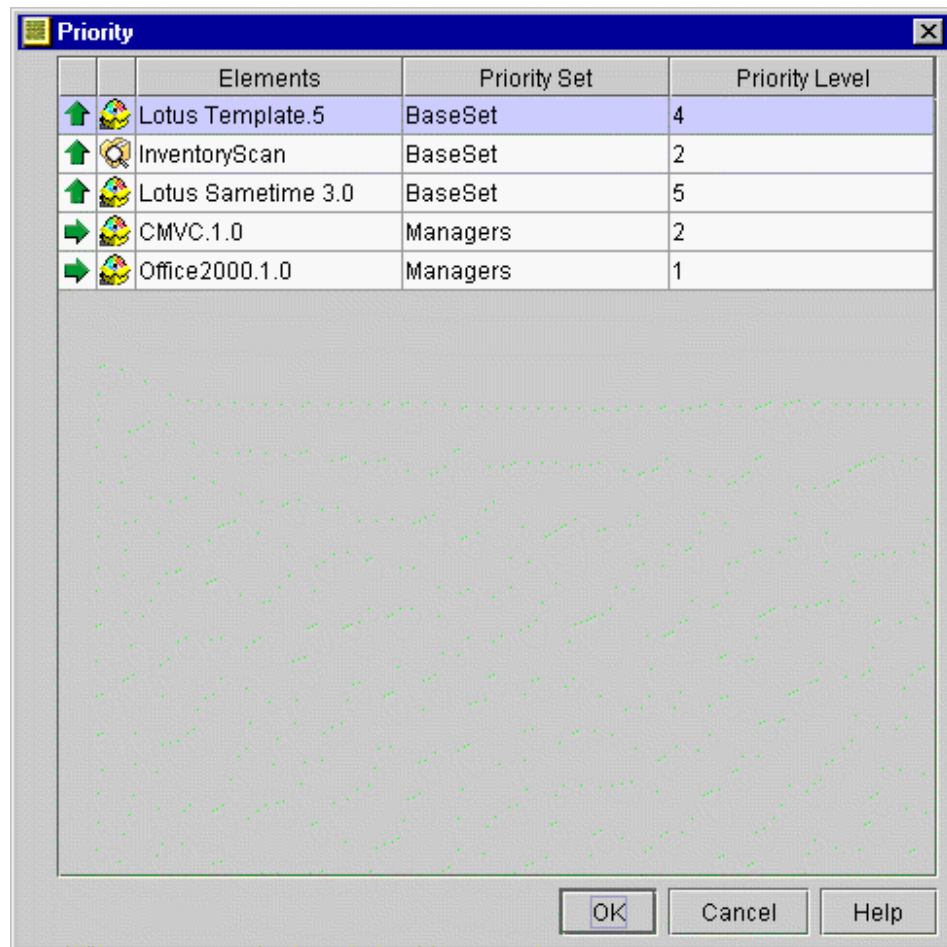 Priority
Elements Priority Set Priority Level
Lotus Template.5 BaseSet 4
InventoryScan BaseSet 2
Lotus Sametime 3.0 BaseSet 5
CMVC.1.0 Managers 2
Office2000.1.0 Managers 1
OK Cancel Help